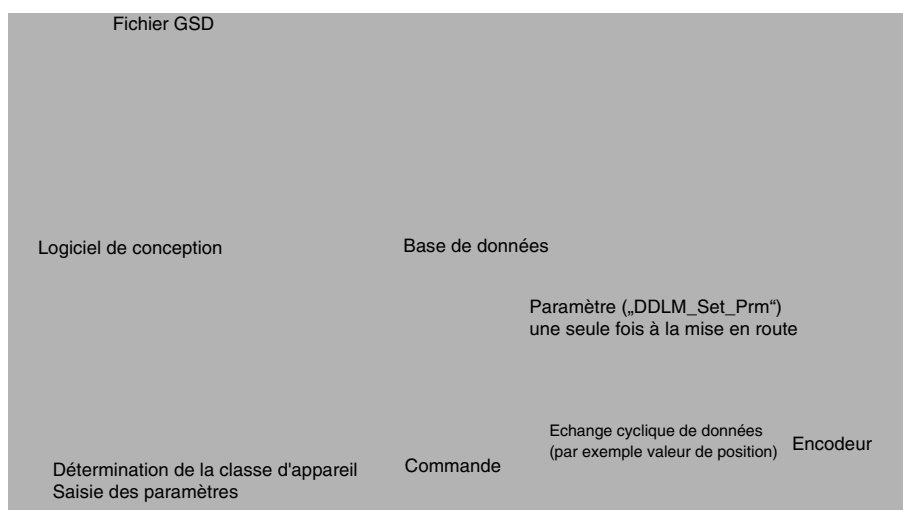 Fichier GSD
Logiciel de conception
Base de données
Paramètre („DDLM_Set_Prm“)
une seule fois à la mise en route
Echange cyclique de données
(par exemple valeur de position)
Encodeur
Commande
Détermination de la classe d'appareil
Saisie des paramètres